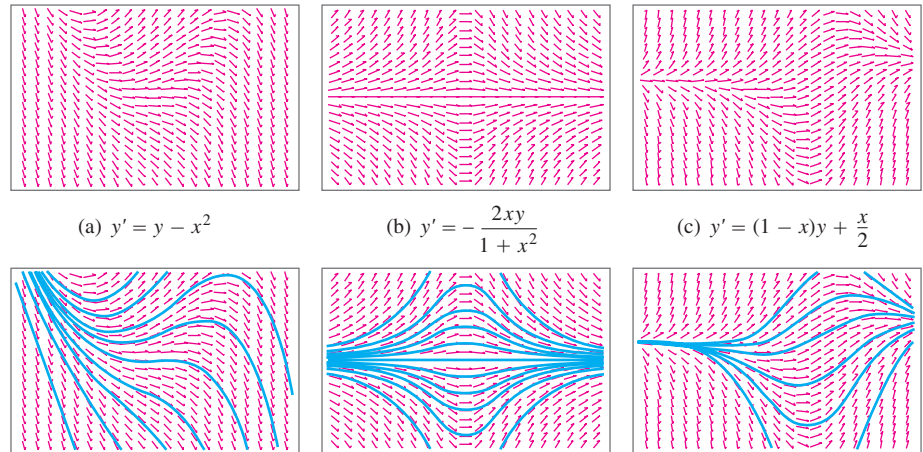 (a) y′ = y − x²
(b) y′ = − 2xy / 1 + x²
(c) y′ = (1 − x)y + x/2